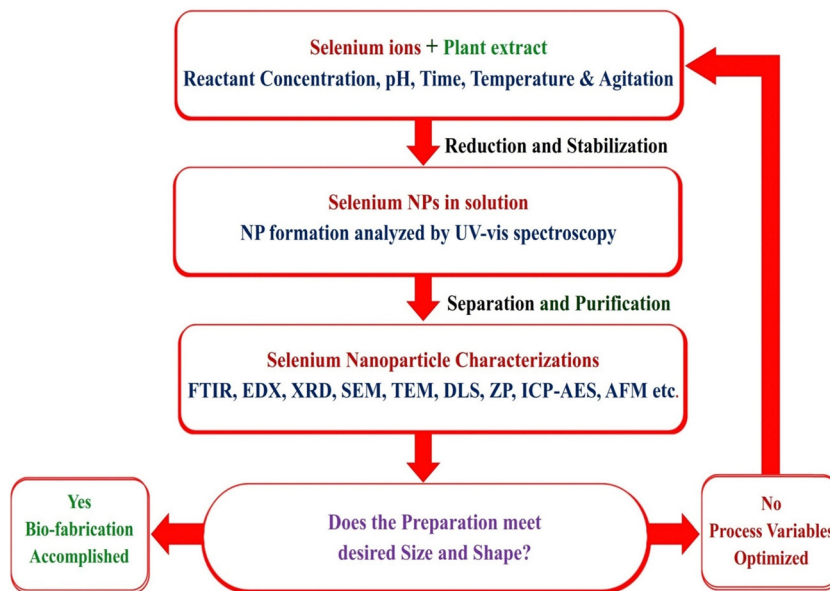 Selenium ions + Plant extract
Reactant Concentration, pH, Time, Temperature & Agitation
Reduction and Stabilization
Selenium NPs in solution
NP formation analyzed by UV-vis spectroscopy
Separation and Purification
Selenium Nanoparticle Characterizations
FTIR, EDX, XRD, SEM, TEM, DLS, ZP, ICP-AES, AFM etc.
Does the Preparation meet
desired Size and Shape?
Yes
Bio-fabrication
Accomplished
No
Process Variables
Optimized